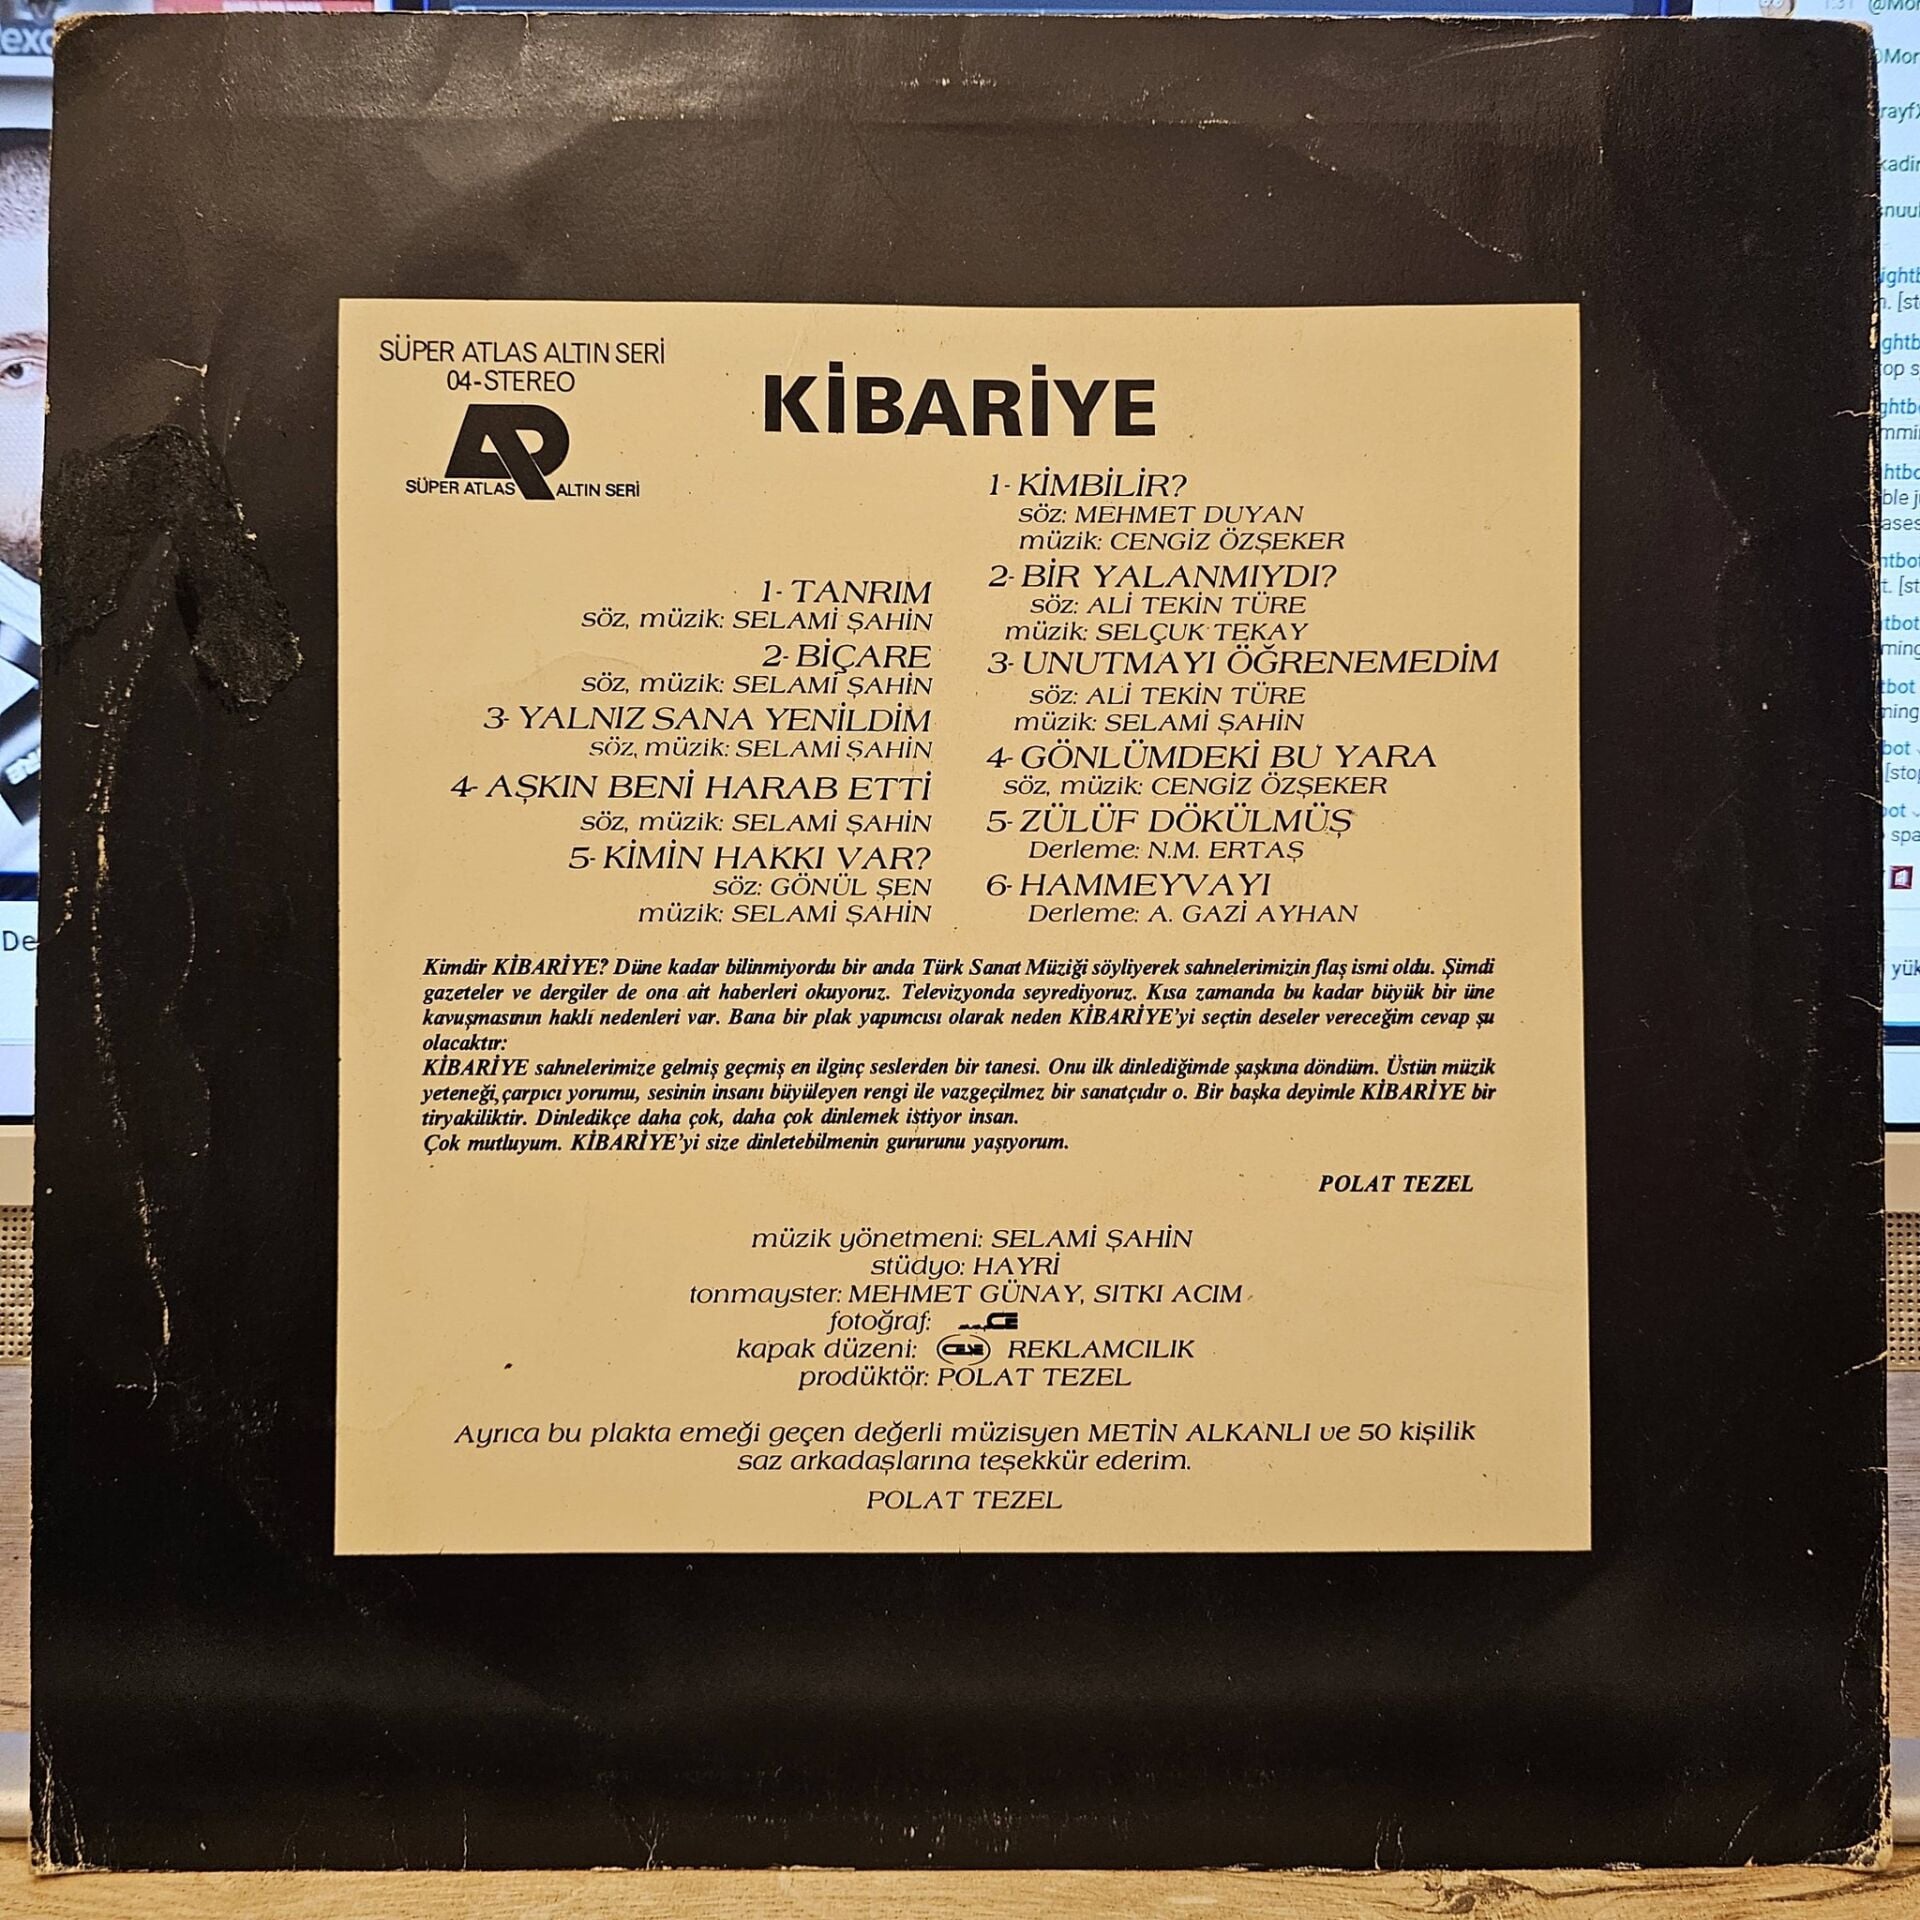 SÜPER ATLAS ALTIN SERİ
04-STEREO
SÜPER ATLAS ALTIN SERİ
KİBARİYE
1- TANRIM
söz, müzik: SELAMİ ŞAHİN
2- BİÇARE
söz, müzik: SELAMİ ŞAHİN
3- YALNIZ SANA YENİLDİM
söz, müzik: SELAMİ ŞAHİN
4- AŞKIN BENİ HARAB ETTİ
söz, müzik: SELAMİ ŞAHİN
5- KİMİN HAKKI VAR?
söz: GÖNÜL ŞEN
müzik: SELAMİ ŞAHİN
1- KİMBİLİR?
söz: MEHMET DUYAN
müzik: CENGİZ ÖZŞEKER
2- BİR YALANMIYDI?
söz: ALİ TEKİN TÜRE
müzik: SELÇUK TEKAY
3- UNUTMAYI ÖĞRENEMEDİM
söz: ALİ TEKİN TÜRE
müzik: SELAMİ ŞAHİN
4- GÖNLÜMDEKİ BU YARA
söz, müzik: CENGİZ ÖZŞEKER
5- ZÜLÜF DÖKÜLMÜŞ
Derleme: N.M. ERTAŞ
6- HAMMEYVAYI
Derleme: A. GAZİ AYHAN
Kimdir KİBARİYE? Düne kadar bilinmiyordu bir anda Türk Sanat Müziği söyliyerek sahnelerimizin flaş ismi oldu. Şimdi
gazeteler ve dergiler de ona ait haberleri okuyoruz. Televizyonda seyrediyoruz. Kısa zamanda bu kadar büyük bir üne
kavuşmasının haklı nedenleri var. Bana bir plak yapımcısı olarak neden KİBARİYE'yi seçtin deseler vereceğim cevap şu
olacaktır:
KİBARİYE sahnelerimize gelmiş geçmiş en ilginç seslerden bir tanesi. Onu ilk dinlediğimde şaşkına döndüm. Üstün müzik
yeteneği, çarpıcı yorumu, sesinin insanı büyüleyen rengi ile vazgeçilmez bir sanatçıdır o. Bir başka deyimle KİBARİYE bir
tiryakiliktir. Dinledikçe daha çok, daha çok dinlemek istiyor insan.
Çok mutluyum. KİBARİYE'yi size dinletebilmenin gururunu yaşıyorum.
POLAT TEZEL
müzik yönetmeni: SELAMİ ŞAHİN
stüdyo: HAYRİ
tonmayster: MEHMET GÜNAY, SITKI ACIM
fotoğraf:
kapak düzeni: REKLAMCILIK
prodüktör: POLAT TEZEL
Ayrıca bu plakta emeği geçen değerli müzisyen METİN ALKANLI ve 50 kişilik
saz arkadaşlarına teşekkür ederim.
POLAT TEZEL